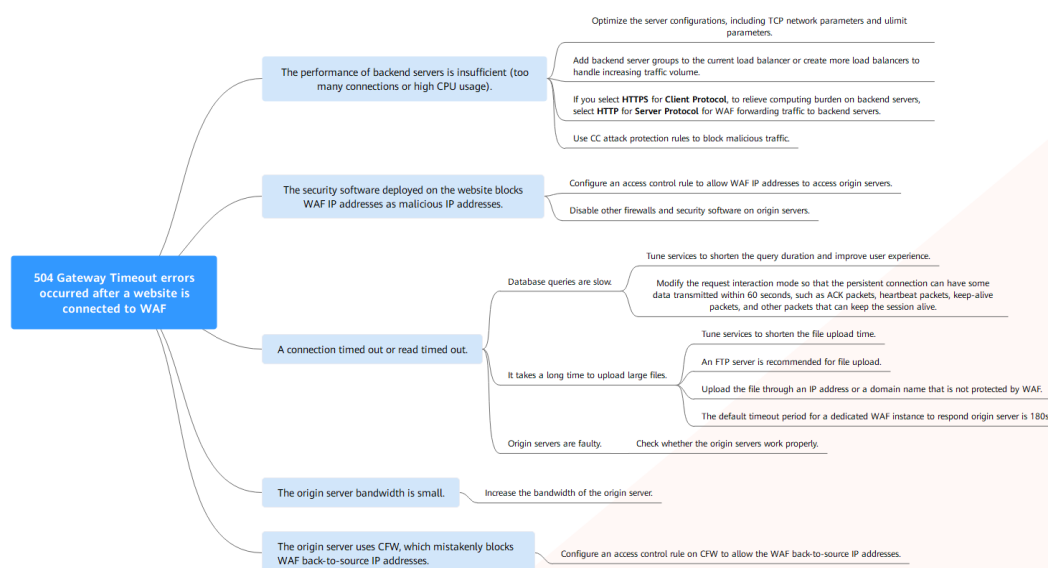 504 Gateway Timeout errors
occurred after a website is
connected to WAF
The performance of backend servers is insufficient (too
many connections or high CPU usage).
Optimize the server configurations, including TCP network parameters and ulimit
parameters.
Add backend server groups to the current load balancer or create more load balancers to
handle increasing traffic volume.
If you select HTTPS for Client Protocol, to relieve computing burden on backend servers,
select HTTP for Server Protocol for WAF forwarding traffic to backend servers.
Use CC attack protection rules to block malicious traffic.
The security software deployed on the website blocks
WAF IP addresses as malicious IP addresses.
Configure an access control rule to allow WAF IP addresses to access origin servers.
Disable other firewalls and security software on origin servers.
A connection timed out or read timed out.
Database queries are slow.
Tune services to shorten the query duration and improve user experience.
Modify the request interaction mode so that the persistent connection can have some
data transmitted within 60 seconds, such as ACK packets, heartbeat packets, keep-alive
packets, and other packets that can keep the session alive.
It takes a long time to upload large files.
Tune services to shorten the file upload time.
An FTP server is recommended for file upload.
Upload the file through an IP address or a domain name that is not protected by WAF.
The default timeout period for a dedicated WAF instance to respond origin server is 180s
Origin servers are faulty.
Check whether the origin servers work properly.
The origin server bandwidth is small.
Increase the bandwidth of the origin server.
The origin server uses CFW, which mistakenly blocks
WAF back-to-source IP addresses.
Configure an access control rule on CFW to allow the WAF back-to-source IP addresses.